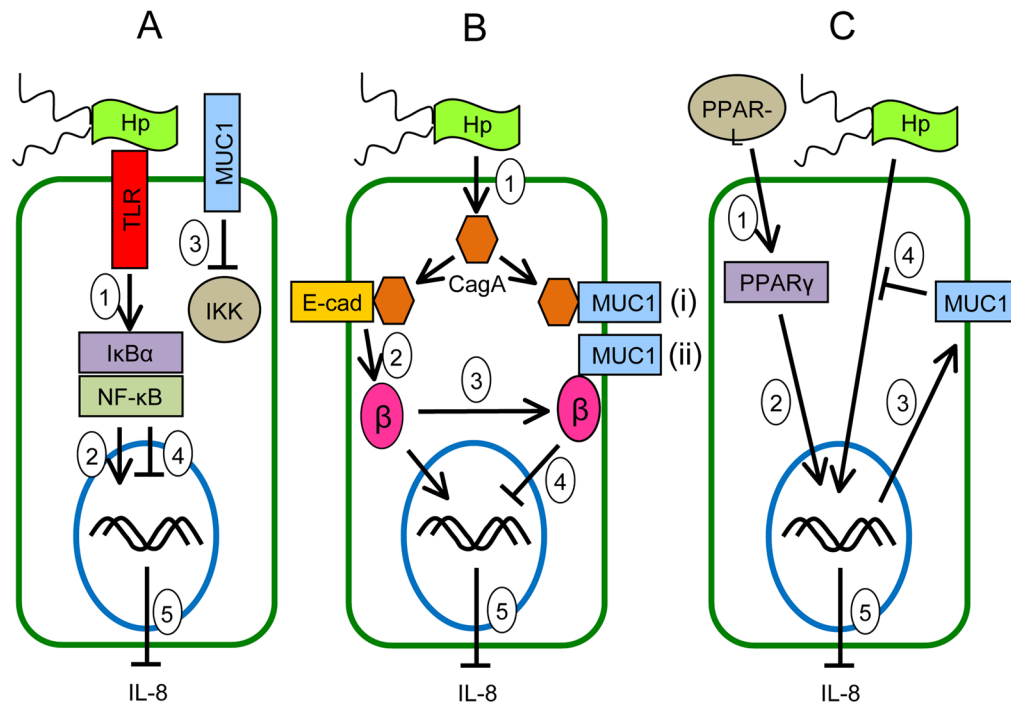 A
Hp
MUC1
TLR
3
1
IKK
IκBα
NF-κB
2
4
5
IL-8
B
Hp
1
CagA
E-cad
MUC1
(i)
MUC1
(ii)
2
3
β
β
4
5
IL-8
C
PPAR-
L
Hp
1
4
PPARγ
MUC1
2
3
5
IL-8